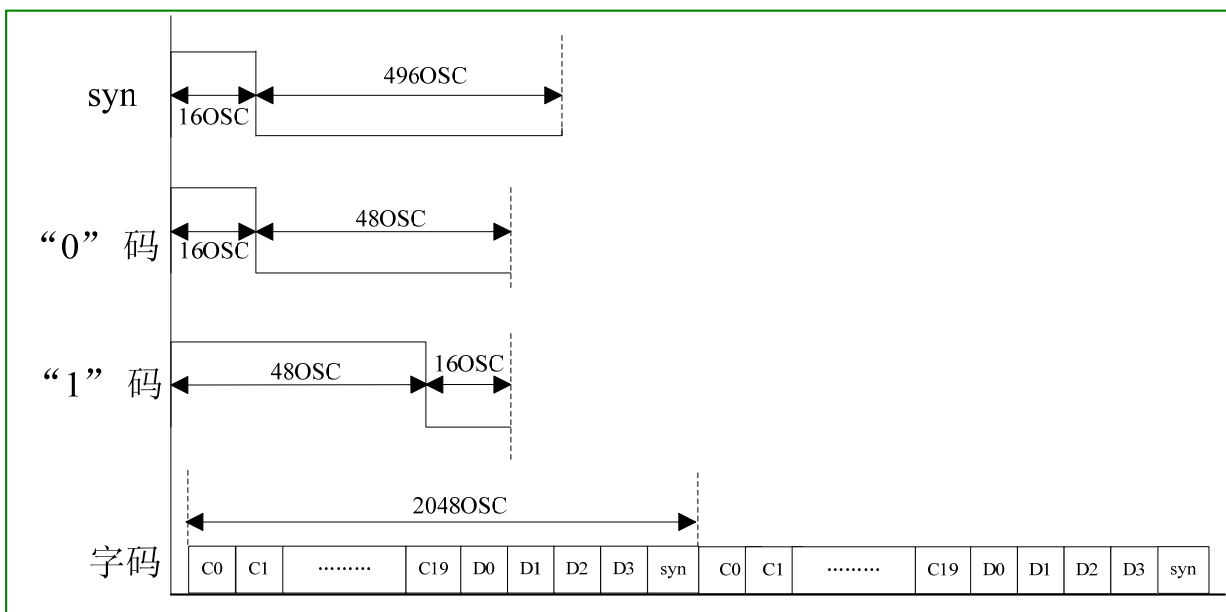 496OSC
syn
16OSC
48OSC
“0” 码
16OSC
16OSC
“1” 码
48OSC
2048OSC
字码
C0 C1 ……… C19 D0 D1 D2 D3 syn C0 C1 ……… C19 D0 D1 D2 D3 syn